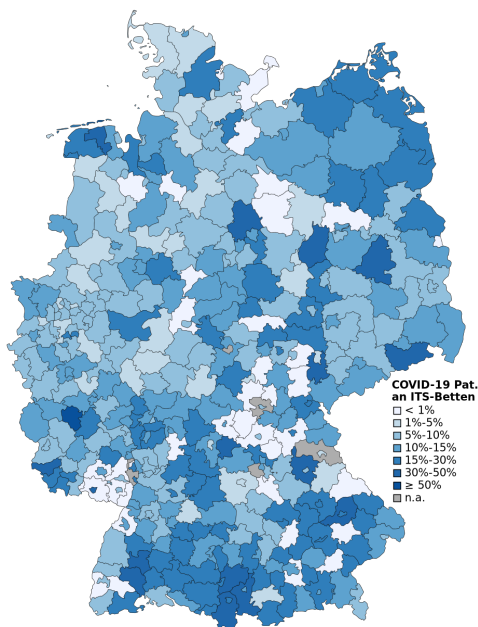 COVID-19 Pat.
an ITS-Betten
< 1%
1%-5%
5%-10%
10%-15%
15%-30%
30%-50%
≥ 50%
n.a.